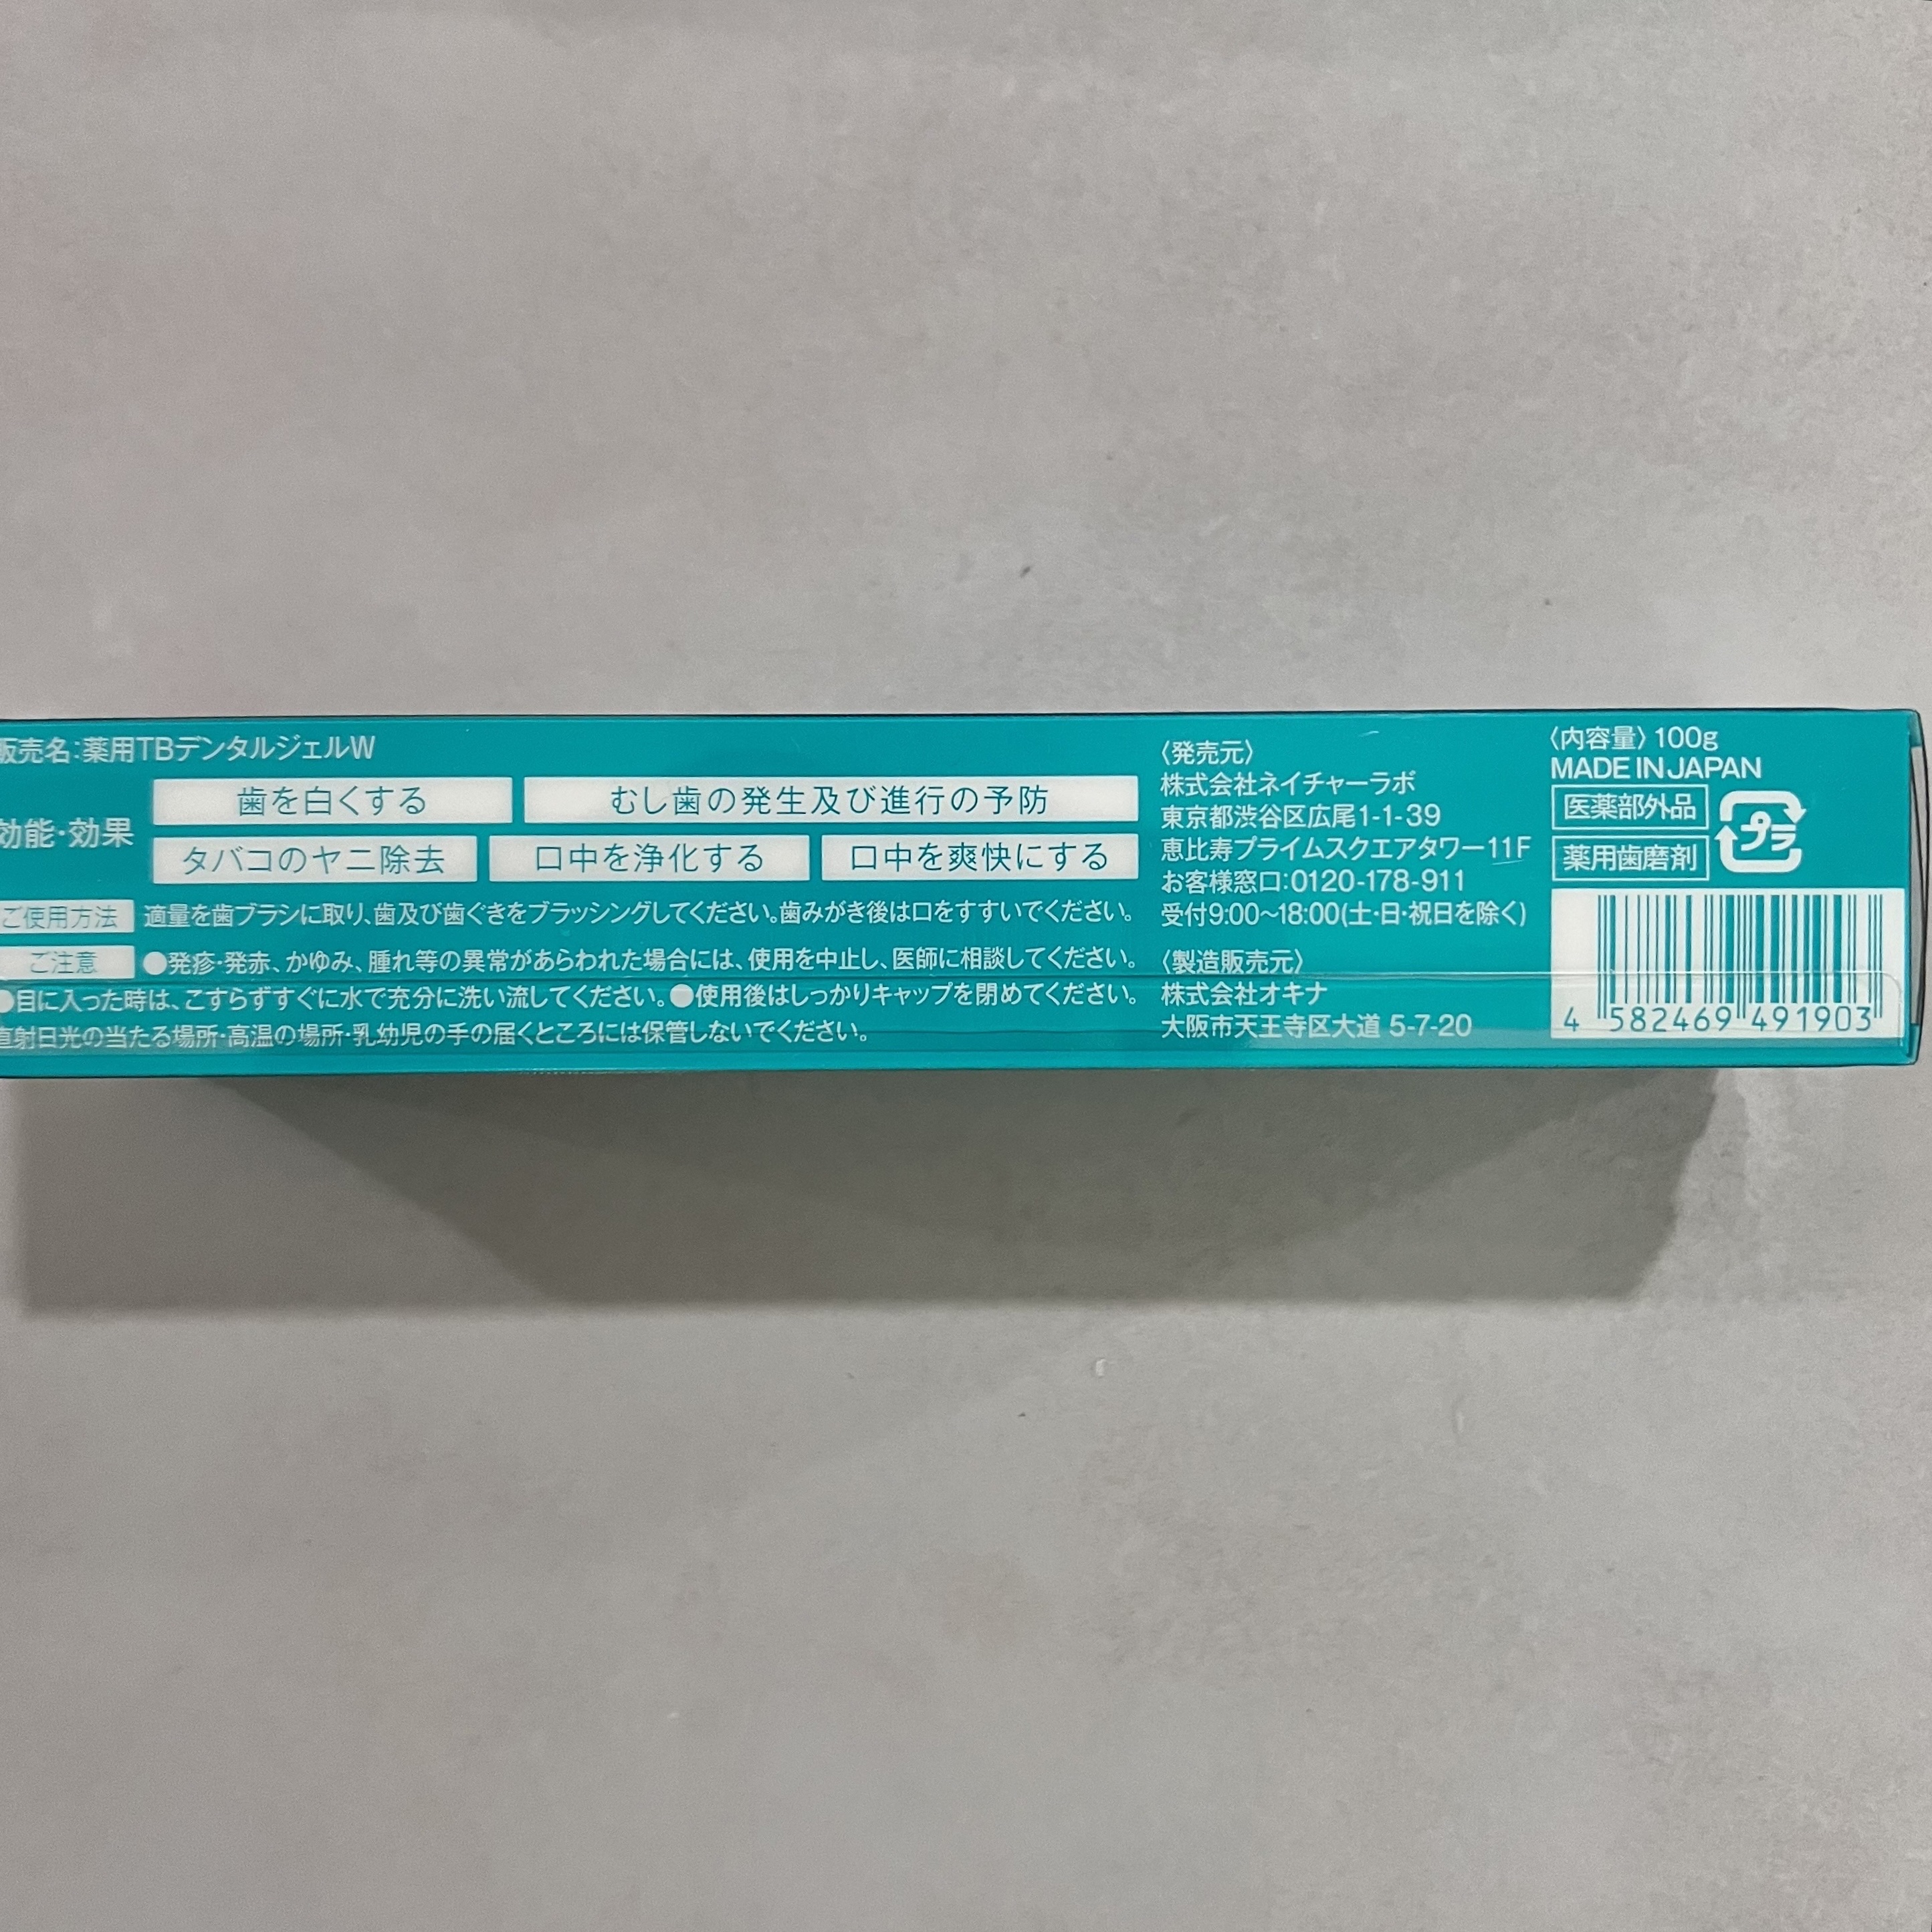 販売名:薬用TBデンタルジェルW
効能・効果
歯を白くする
むし歯の発生及び進行の予防
タバコのヤニ除去
口中を浄化する
口中を爽快にする
ご使用方法 適量を歯ブラシに取り、歯及び歯ぐきをブラッシングしてください。歯みがき後は口をすすいでください。
ご注意 ●発疹・発赤、かゆみ、腫れ等の異常があらわれた場合には、使用を中止し、医師に相談してください。
●目に入った時は、こすらずすぐに水で充分に洗い流してください。●使用後はしっかりキャップを閉めてください。
直射日光の当たる場所・高温の場所・乳幼児の手の届くところには保管しないでください。
〈発売元〉
株式会社ネイチャーラボ
東京都渋谷区広尾1-1-39
恵比寿プライムスクエアタワー11F
お客様窓口:0120-178-911
受付9:00~18:00(土・日・祝日を除く)
〈製造販売元〉
株式会社オキナ
大阪市天王寺区大道 5-7-20
〈内容量〉100g
MADE IN JAPAN
医薬部外品
薬用歯磨剤
プラ
4 582469 491903